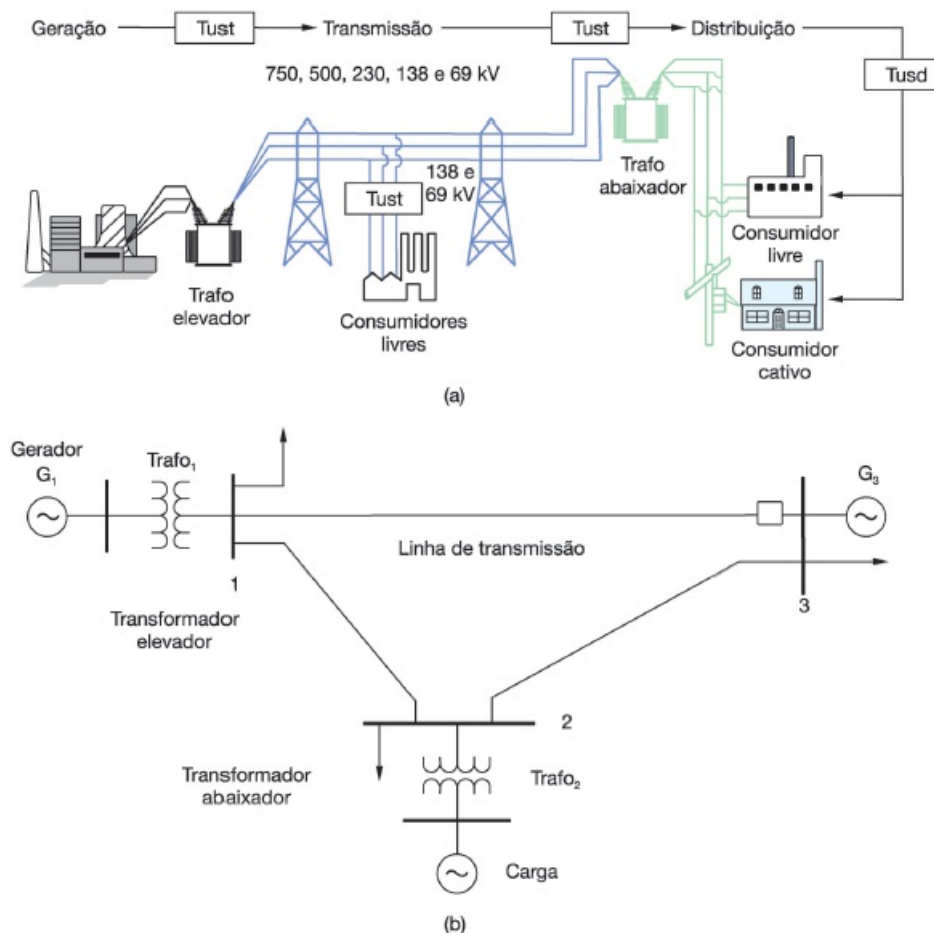 Geração
Tust
Transmissão
Tust
Distribuição
Tusd
750, 500, 230, 138 e 69 kV
Trafo
abaixador
138 e
69 kV
Tust
Trafo
elevador
Consumidores
livres
Consumidor
livre
Consumidor
cativo
(a)
Gerador
G₁
Trafo₁
G₃
Linha de transmissão
1
3
Transformador
elevador
2
Transformador
abaixador
Trafo₂
Carga
(b)